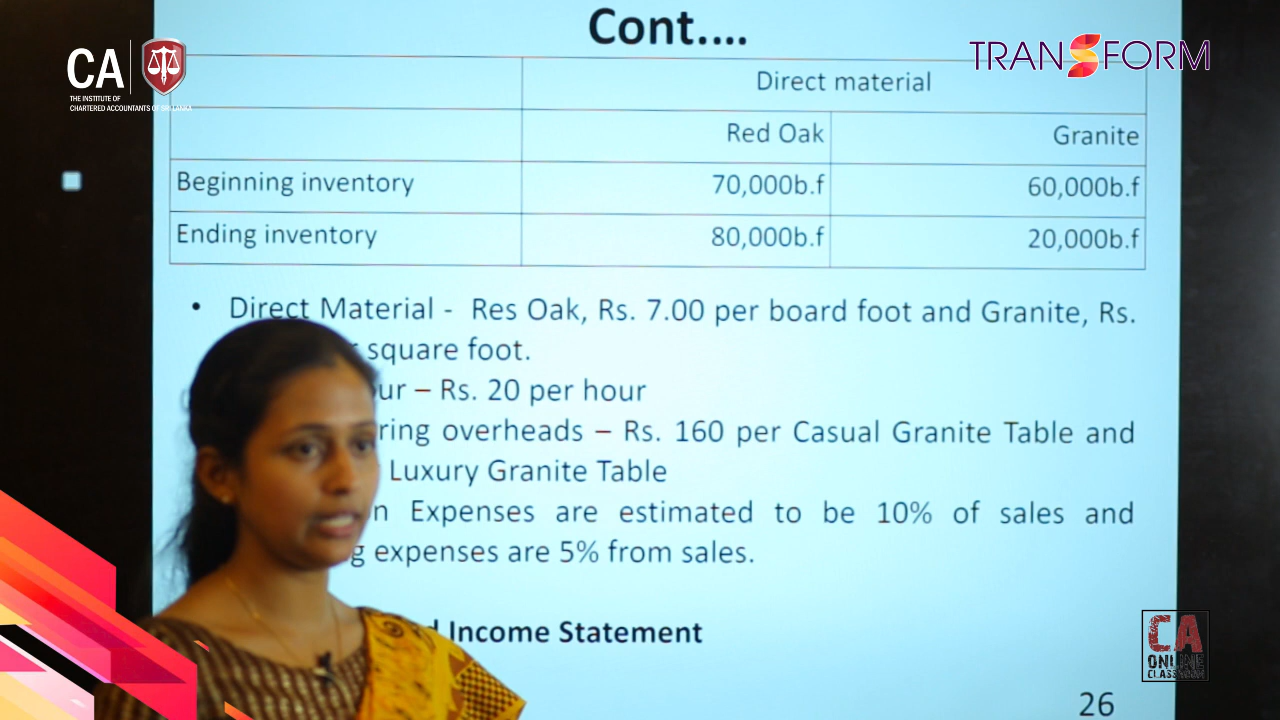 Cont....
CA
THE INSTITUTE OF
CHARTERED ACCOUNTANTS OF SRI LANKA
TRANSFORM
Direct material
Red Oak Granite
Beginning inventory 70,000b.f 60,000b.f
Ending inventory 80,000b.f 20,000b.f
• Direct Material - Res Oak, Rs. 7.00 per board foot and Granite, Rs.
square foot.
ur – Rs. 20 per hour
ring overheads – Rs. 160 per Casual Granite Table and
Luxury Granite Table
n Expenses are estimated to be 10% of sales and
g expenses are 5% from sales.
d Income Statement
CA
ONLINE
CLASSROOM
26